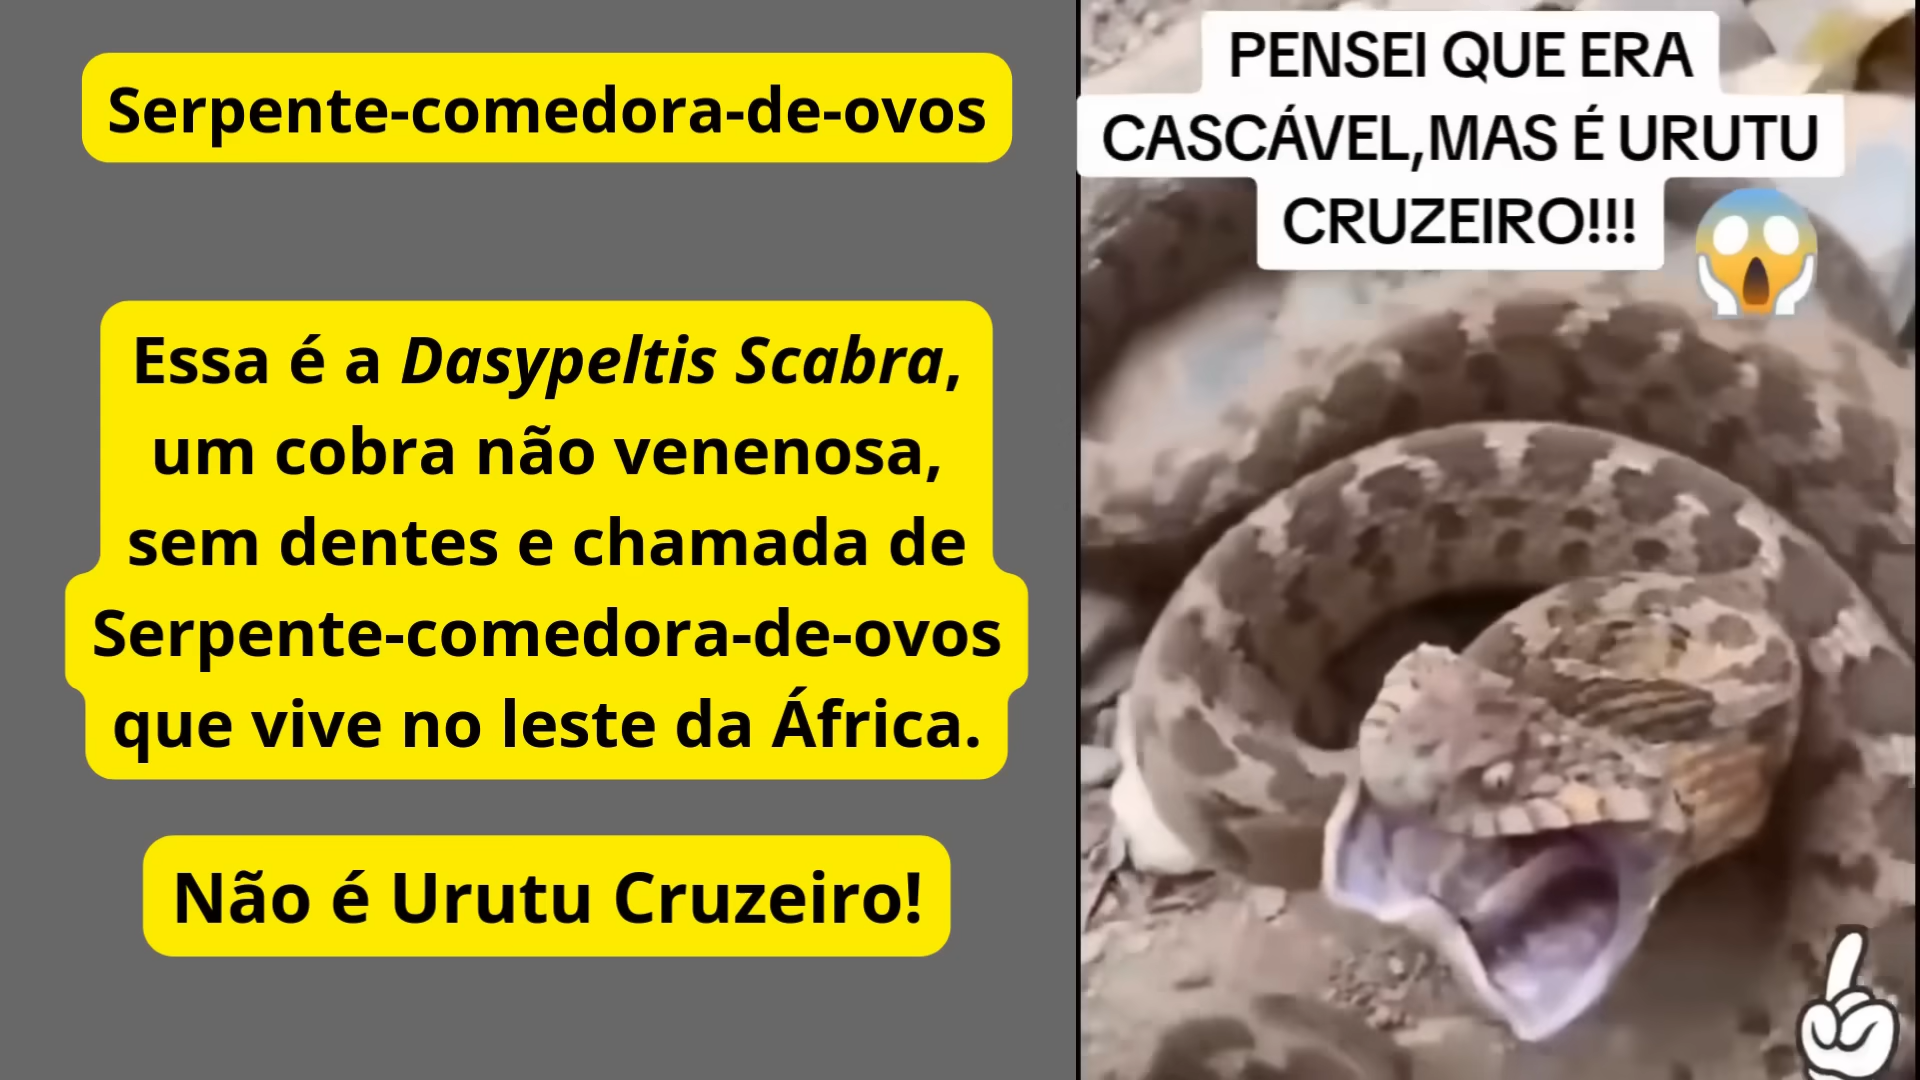 Serpente-comedora-de-ovos
Essa é a Dasypeltis Scabra,
um cobra não venenosa,
sem dentes e chamada de
Serpente-comedora-de-ovos
que vive no leste da África.
Não é Urutu Cruzeiro!
PENSEI QUE ERA
CASCÁVEL,MAS É URUTU
CRUZEIRO!!!